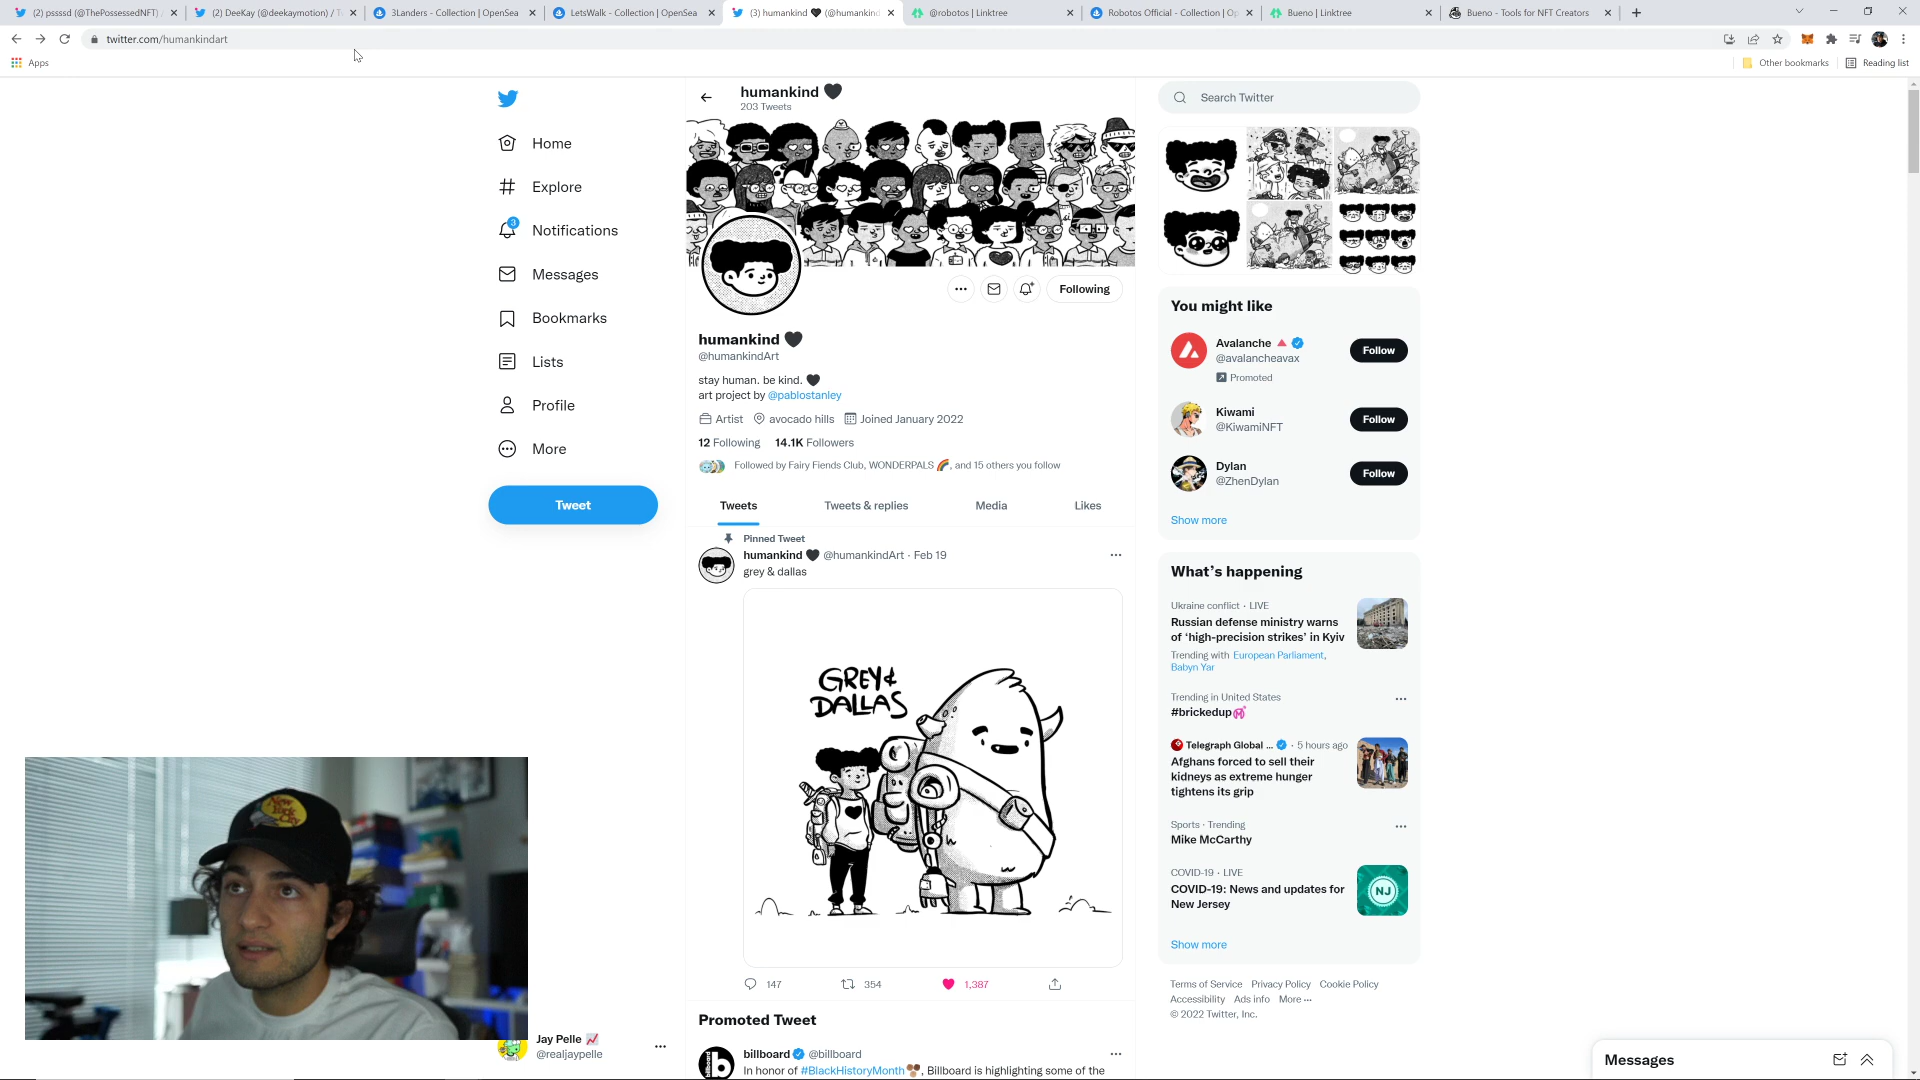 (2) psssd (@ThePossessedNFT) /
(2) DeeKay (@deekaymotion) / Tw
3Landers - Collection | OpenSea
LetsWalk - Collection | OpenSea
(3) humankind 🖤 (@humankind
@robotos | Linktree
Robotos Official - Collection | Op
Bueno | Linktree
Bueno - Tools for NFT Creators
twitter.com/humankindart
Apps
Other bookmarks
Reading list
Home
Explore
3
Notifications
Messages
Bookmarks
Lists
Profile
More
Tweet
Jay Pelle 📈
@realjaypelle
humankind 🖤
203 Tweets
Following
humankind 🖤
@humankindArt
stay human. be kind. 🖤
art project by @pablostanley
Artist avocado hills Joined January 2022
12 Following 14.1K Followers
Followed by Fairy Fiends Club, WONDERPALS 🌈, and 15 others you follow
Tweets Tweets & replies Media Likes
Pinned Tweet
humankind 🖤 @humankindArt · Feb 19
grey & dallas
GREY &
DALLAS
147 354 1,387
Promoted Tweet
billboard @billboard
In honor of #BlackHistoryMonth, Billboard is highlighting some of the
Search Twitter
You might like
Avalanche 🔺
@avalancheavax
Promoted
Follow
Kiwami
@KiwamiNFT
Follow
Dylan
@ZhenDylan
Follow
Show more
What's happening
Ukraine conflict · LIVE
Russian defense ministry warns
of 'high-precision strikes' in Kyiv
Trending with European Parliament,
Babyn Yar
Trending in United States
#brickedup
Telegraph Global ... · 5 hours ago
Afghans forced to sell their
kidneys as extreme hunger
tightens its grip
Sports · Trending
Mike McCarthy
COVID-19 · LIVE
COVID-19: News and updates for
New Jersey
NJ
Show more
Terms of Service Privacy Policy Cookie Policy
Accessibility Ads info More ···
© 2022 Twitter, Inc.
Messages